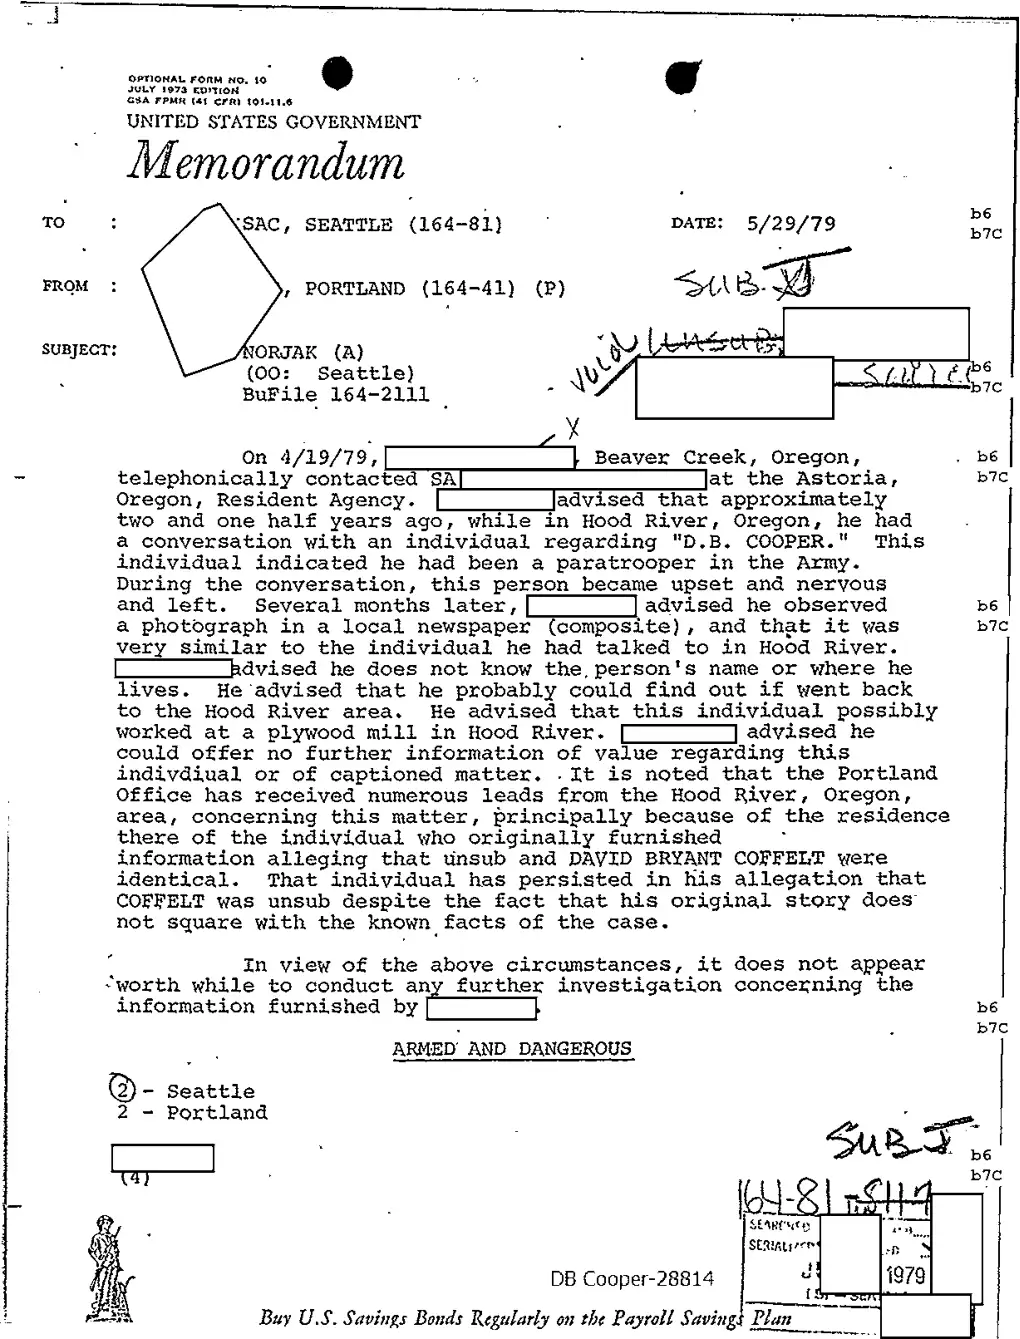 OPTIONAL FORM NO. 10
JULY 1973 EDITION
GSA FPMR (41 CFR) 101-11.6
UNITED STATES GOVERNMENT
Memorandum
TO : SAC, SEATTLE (164-81) DATE: 5/29/79 b6
b7C
FROM : , PORTLAND (164-41) (P) SUB.
SUBJECT: NORJAK (A)
(OO: Seattle) b6
BuFile 164-2111 b7C
void
X
On 4/19/79, , Beaver Creek, Oregon, b6
telephonically contacted SA at the Astoria, b7C
Oregon, Resident Agency. advised that approximately
two and one half years ago, while in Hood River, Oregon, he had
a conversation with an individual regarding "D.B. COOPER." This
individual indicated he had been a paratrooper in the Army.
During the conversation, this person became upset and nervous
and left. Several months later, advised he observed b6
a photograph in a local newspaper (composite), and that it was b7C
very similar to the individual he had talked to in Hood River.
advised he does not know the person's name or where he
lives. He advised that he probably could find out if went back
to the Hood River area. He advised that this individual possibly
worked at a plywood mill in Hood River. advised he
could offer no further information of value regarding this
indivdiual or of captioned matter. It is noted that the Portland
Office has received numerous leads from the Hood River, Oregon,
area, concerning this matter, principally because of the residence
there of the individual who originally furnished
information alleging that unsub and DAVID BRYANT COFFELT were
identical. That individual has persisted in his allegation that
COFFELT was unsub despite the fact that his original story does
not square with the known facts of the case.
In view of the above circumstances, it does not appear
worth while to conduct any further investigation concerning the
information furnished by . b6
b7C
ARMED AND DANGEROUS
2 - Seattle
2 - Portland
SUB I b6
(4) b7C
164-81-
SEARCHED
SERIALIZED
1979
DB Cooper-28814
Buy U.S. Savings Bonds Regularly on the Payroll Savings Plan